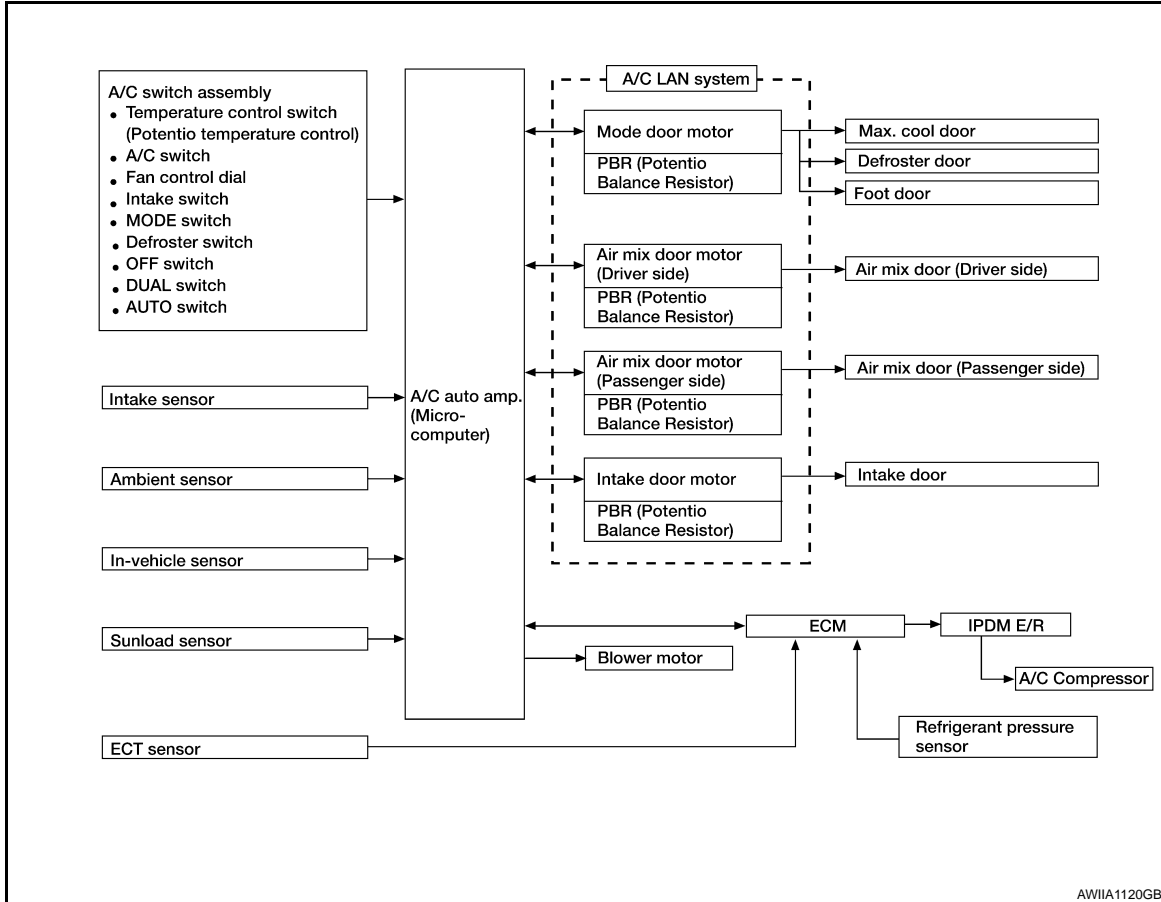 A/C switch assembly
• Temperature control switch
(Potentio temperature control)
• A/C switch
• Fan control dial
• Intake switch
• MODE switch
• Defroster switch
• OFF switch
• DUAL switch
• AUTO switch
Intake sensor
Ambient sensor
In-vehicle sensor
Sunload sensor
ECT sensor
A/C auto amp.
(Micro-
computer)
A/C LAN system
Mode door motor
PBR (Potentio
Balance Resistor)
Air mix door motor
(Driver side)
PBR (Potentio
Balance Resistor)
Air mix door motor
(Passenger side)
PBR (Potentio
Balance Resistor)
Intake door motor
PBR (Potentio
Balance Resistor)
Max. cool door
Defroster door
Foot door
Air mix door (Driver side)
Air mix door (Passenger side)
Intake door
Blower motor
ECM
IPDM E/R
A/C Compressor
Refrigerant pressure
sensor
AWIIA1120GB